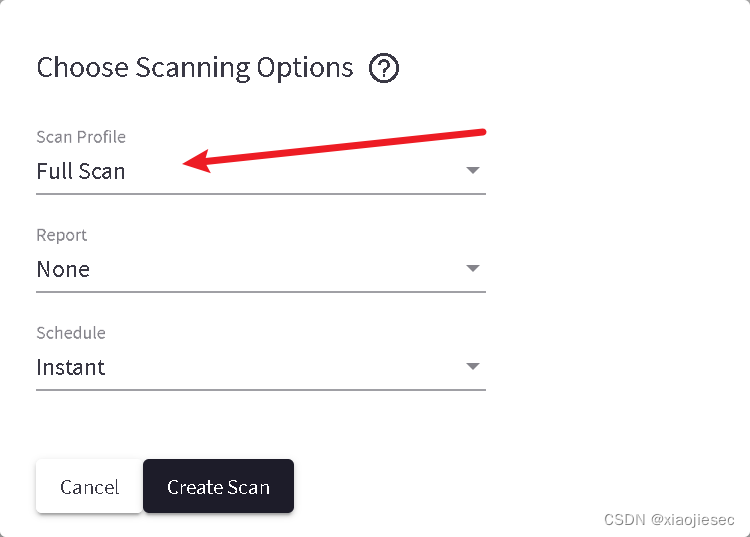 Choose Scanning Options ?
Scan Profile
Full Scan
Report
None
Schedule
Instant
Cancel Create Scan
CSDN @xiaojiesec